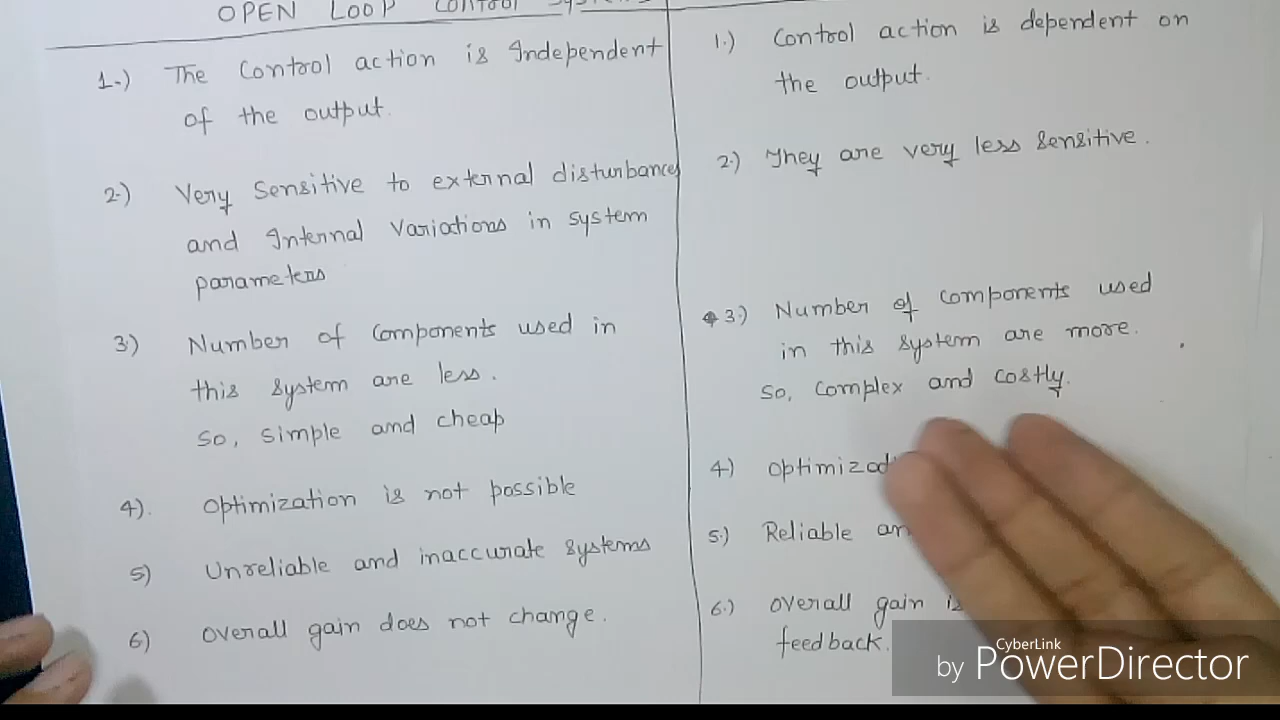 OPEN LOOP Control
1.) The Control action is Independent
of the output.
2.) Very Sensitive to external disturbances
and Internal Variations in system
parameters
3.) Number of Components used in
this system are less.
So, simple and cheap
4). Optimization is not possible
5) Unreliable and inaccurate systems
6) Overall gain does not change.
1.) Control action is dependent on
the output.
2.) They are very less sensitive.
3.) Number of components used
in this system are more.
So, Complex and costly.
4.)
5.) Reliable
6.) Overall gain is
feedback.
CyberLink
by PowerDirector